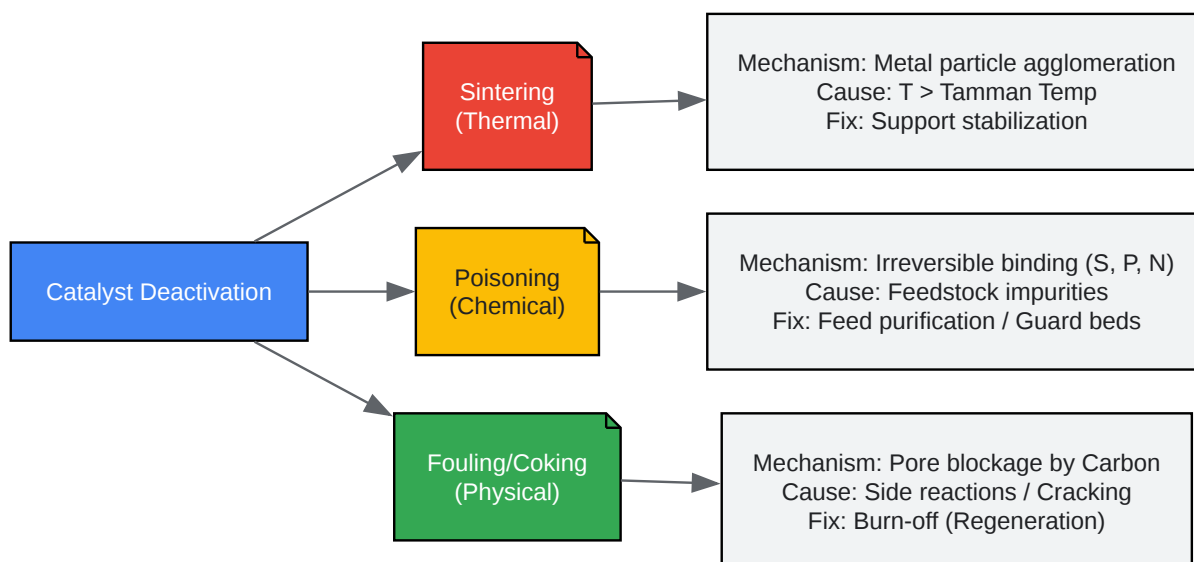 Catalyst Deactivation
Sintering
(Thermal)
Mechanism: Metal particle agglomeration
Cause: T > Tamman Temp
Fix: Support stabilization
Poisoning
(Chemical)
Mechanism: Irreversible binding (S, P, N)
Cause: Feedstock impurities
Fix: Feed purification / Guard beds
Fouling/Coking
(Physical)
Mechanism: Pore blockage by Carbon
Cause: Side reactions / Cracking
Fix: Burn-off (Regeneration)